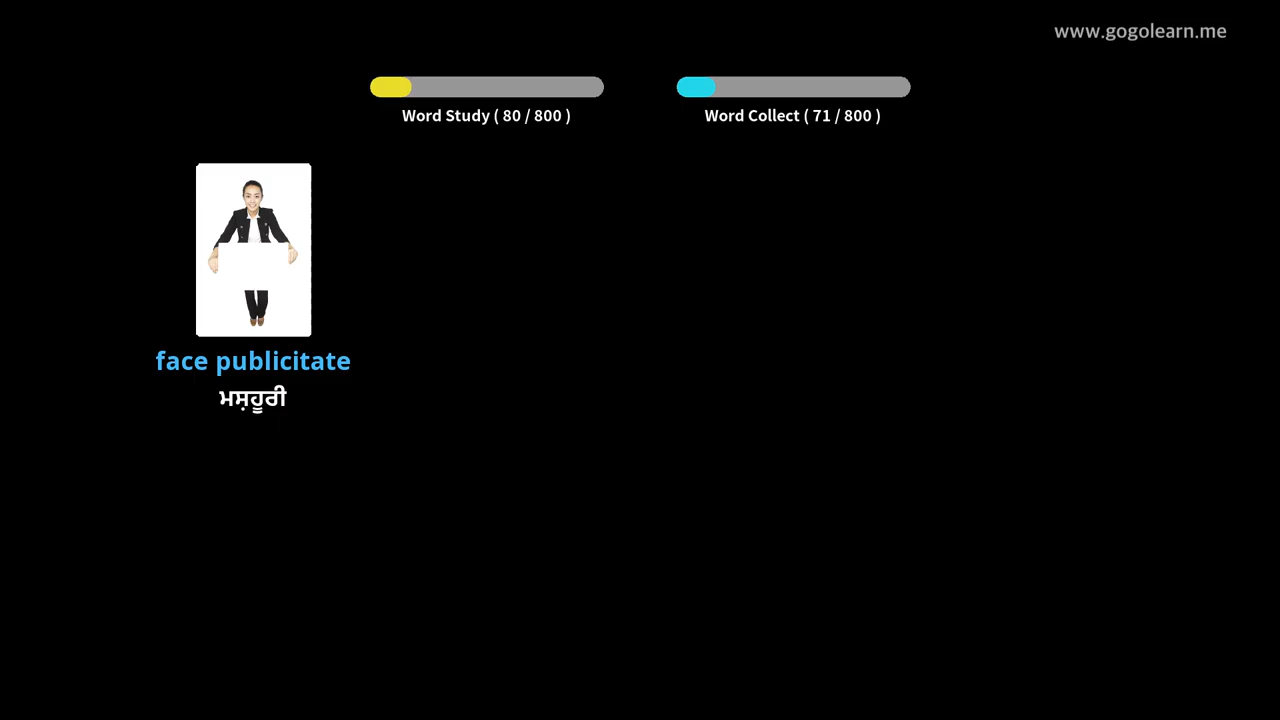 www.gogolearn.me
Word Study ( 80 / 800 )
Word Collect ( 71 / 800 )
face publicitate
ਮਸ਼ਹੂਰੀ